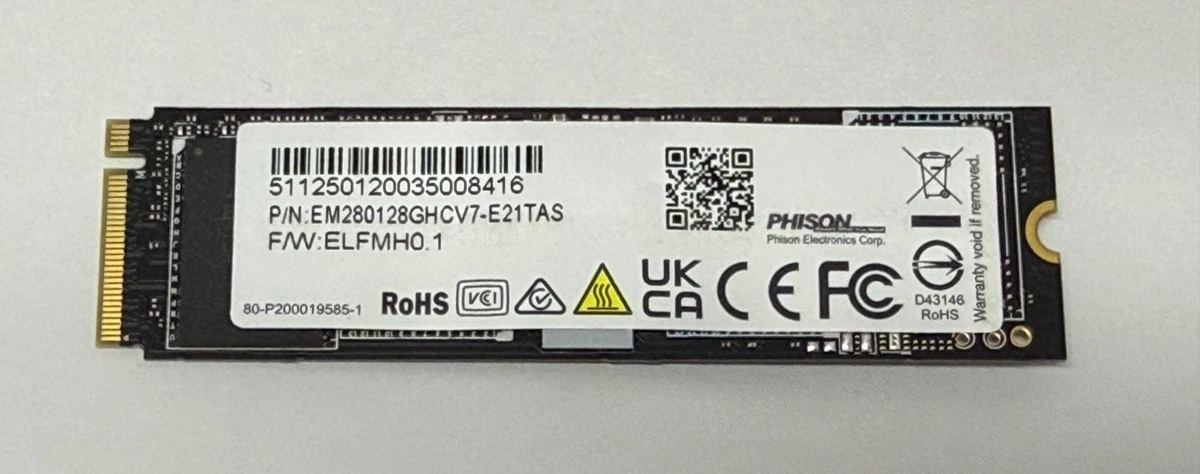 511250120035008416
P/N:EM280128GHCV7-E21TAS
F/W:ELFMH0.1
PHISON
Phison Electronics Corp.
80-P200019585-1
RoHS
VCI
UK
CA
CE
FC
D43146
RoHS
Warranty void if removed.
M